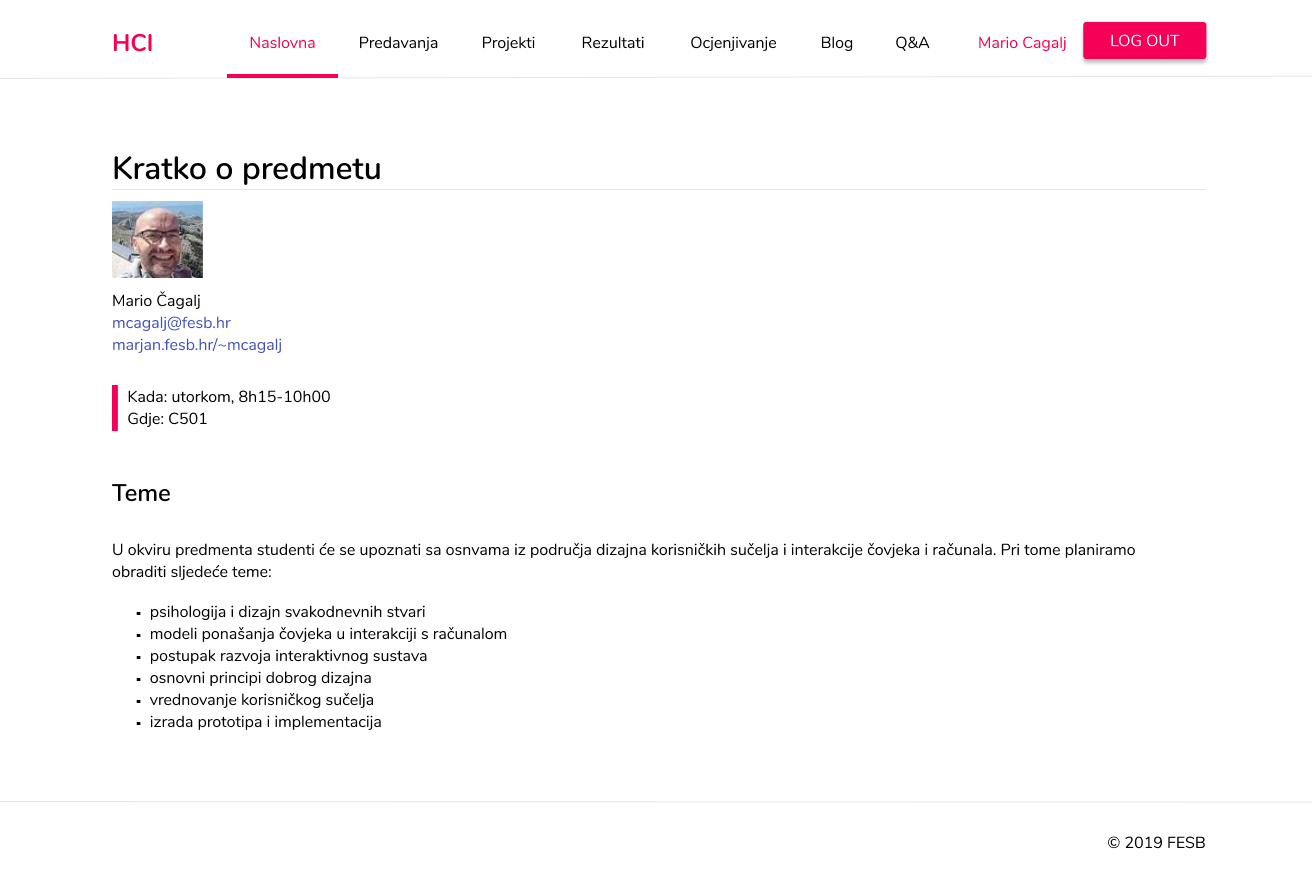 HCI
Naslovna Predavanja Projekti Rezultati Ocjenjivanje Blog Q&A Mario Cagalj LOG OUT
Kratko o predmetu
Mario Čagalj
mcagalj@fesb.hr
marjan.fesb.hr/~mcagalj
Kada: utorkom, 8h15-10h00
Gdje: C501
Teme
U okviru predmenta studenti će se upoznati sa osnvama iz područja dizajna korisničkih sučelja i interakcije čovjeka i računala. Pri tome planiramo
obraditi sljedeće teme:
▪ psihologija i dizajn svakodnevnih stvari
▪ modeli ponašanja čovjeka u interakciji s računalom
▪ postupak razvoja interaktivnog sustava
▪ osnovni principi dobrog dizajna
▪ vrednovanje korisničkog sučelja
▪ izrada prototipa i implementacija
© 2019 FESB